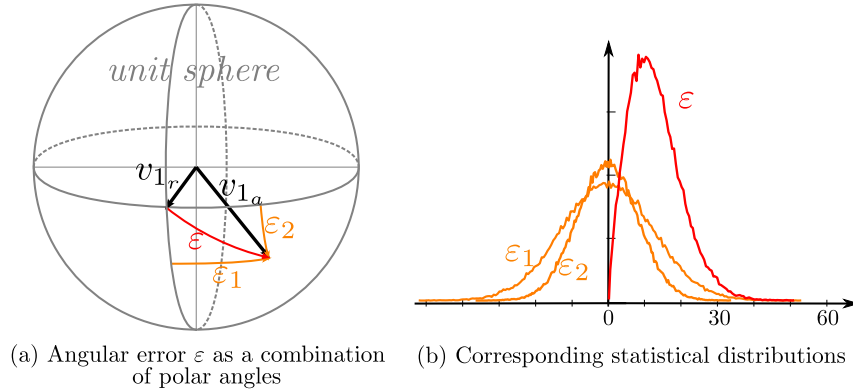 unit sphere
v1r
v1a
ε
ε2
ε1
(a) Angular error ε as a combination
of polar angles
ε
ε1
ε2
0 30 60
(b) Corresponding statistical distributions